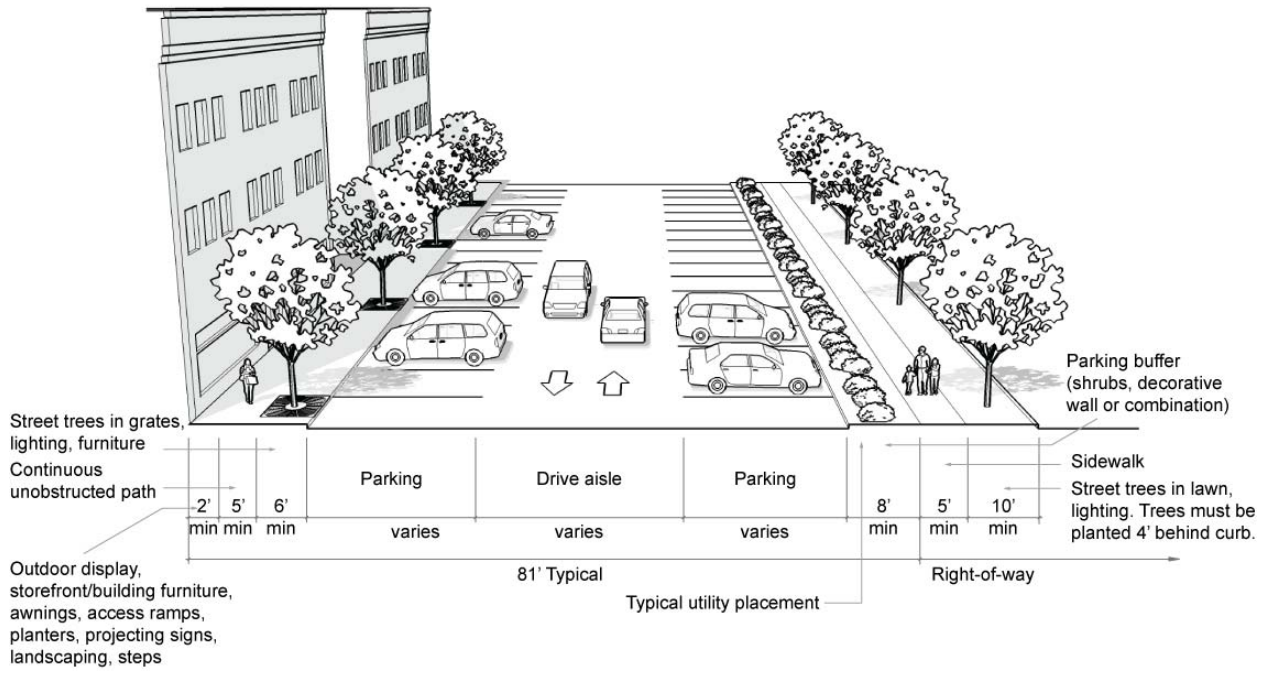 Street trees in grates,
lighting, furniture
Continuous
unobstructed path
Outdoor display,
storefront/building furniture,
awnings, access ramps,
planters, projecting signs,
landscaping, steps
2’
min
5’
min
6’
min
Parking
varies
Drive aisle
varies
Parking
varies
8’
min
5’
min
10’
min
81’ Typical
Right-of-way
Typical utility placement
Parking buffer
(shrubs, decorative
wall or combination)
Sidewalk
Street trees in lawn,
lighting. Trees must be
planted 4’ behind curb.